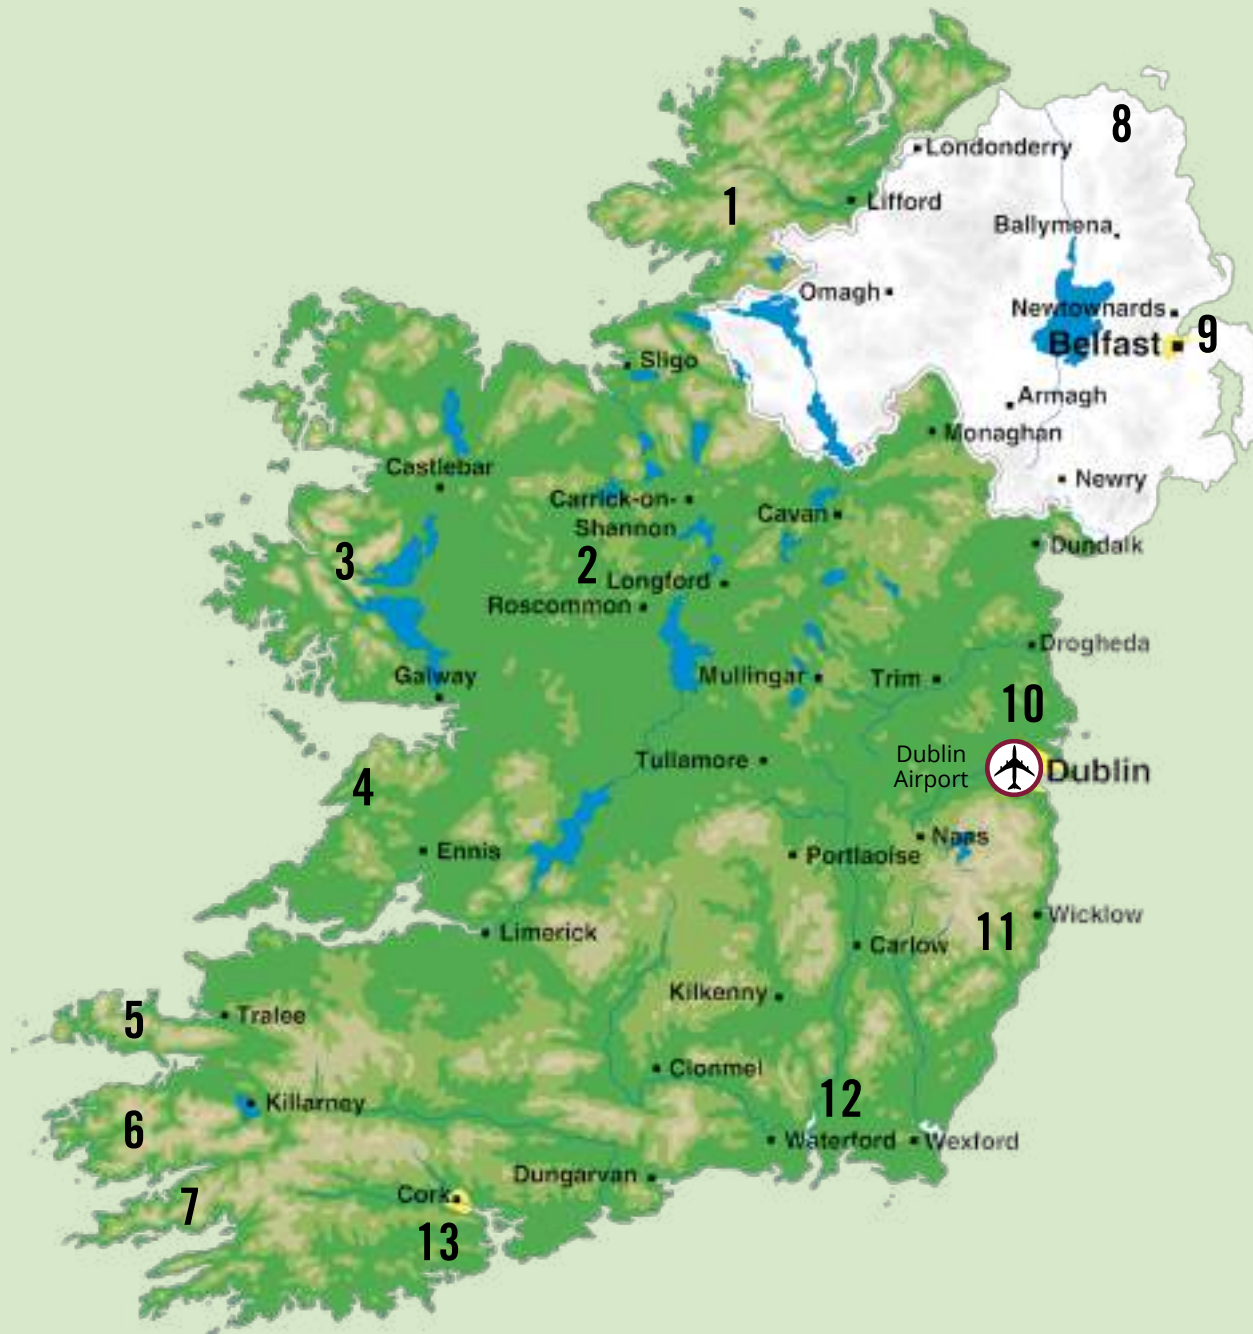 8
Londonderry
1
Lifford
Ballymena
Omagh
Newtownards
9
Belfast
Sligo
Armagh
Monaghan
Castlebar
Newry
Carrick-on-
Shannon
Cavan
Dundalk
3
2
Longford
Roscommon
Drogheda
Galway
Mullingar
Trim
10
Dublin
Airport
Dublin
Tullamore
4
Naas
Ennis
Portlaoise
Wicklow
11
Limerick
Carlow
Kilkenny
5
Tralee
Clonmel
12
Killarney
6
Waterford
Wexford
Dungarvan
7
Cork
13